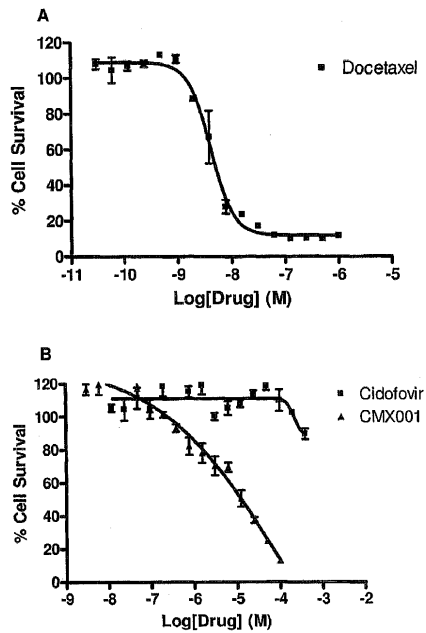 A
120
100
80
60
40
20
0
% Cell Survival
Docetaxel
-11 -10 -9 -8 -7 -6 -5
Log[Drug] (M)
B
120
100
80
60
40
20
0
% Cell Survival
Cidofovir
CMX001
-9 -8 -7 -6 -5 -4 -3 -2
Log[Drug] (M)